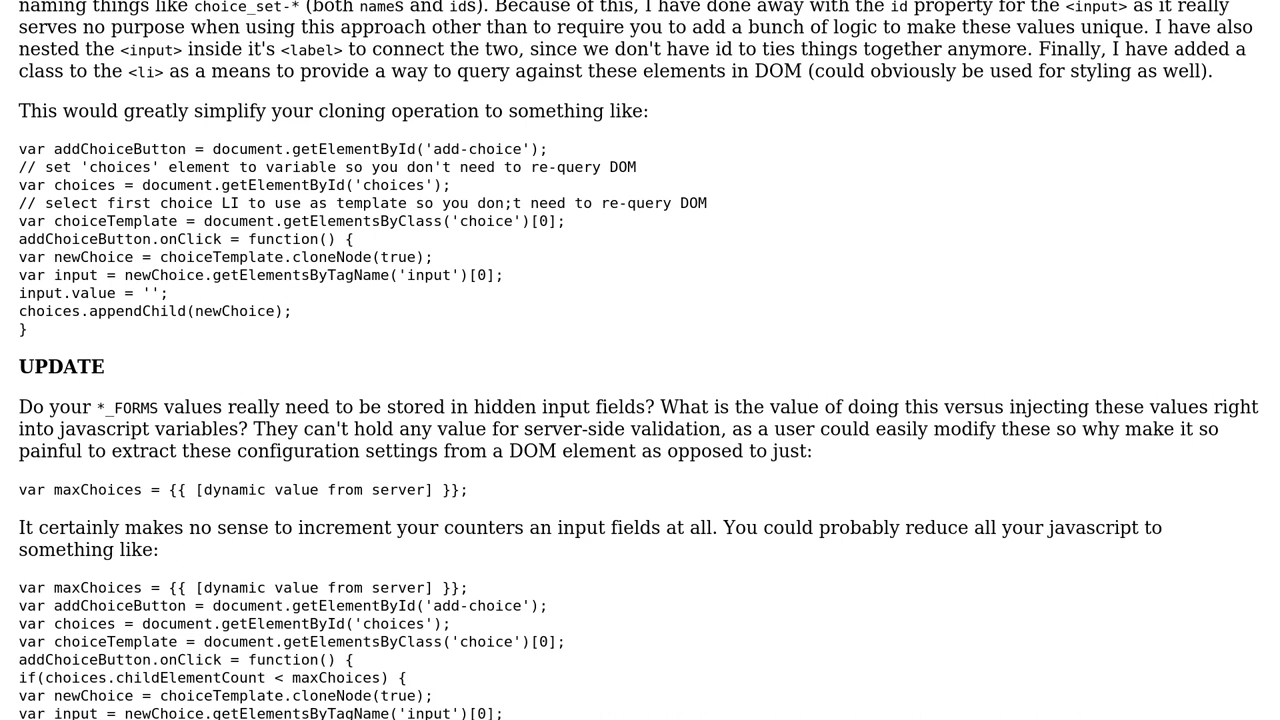 naming things like choice_set-* (both names and ids). Because of this, I have done away with the id property for the <input> as it really
serves no purpose when using this approach other than to require you to add a bunch of logic to make these values unique. I have also
nested the <input> inside it's <label> to connect the two, since we don't have id to ties things together anymore. Finally, I have added a
class to the <li> as a means to provide a way to query against these elements in DOM (could obviously be used for styling as well).
This would greatly simplify your cloning operation to something like:
var addChoiceButton = document.getElementById('add-choice');
// set 'choices' element to variable so you don't need to re-query DOM
var choices = document.getElementById('choices');
// select first choice LI to use as template so you don;t need to re-query DOM
var choiceTemplate = document.getElementsByClass('choice')[0];
addChoiceButton.onClick = function() {
var newChoice = choiceTemplate.cloneNode(true);
var input = newChoice.getElementsByTagName('input')[0];
input.value = '';
choices.appendChild(newChoice);
}
UPDATE
Do your *_FORMS values really need to be stored in hidden input fields? What is the value of doing this versus injecting these values right
into javascript variables? They can't hold any value for server-side validation, as a user could easily modify these so why make it so
painful to extract these configuration settings from a DOM element as opposed to just:
var maxChoices = {{ [dynamic value from server] }};
It certainly makes no sense to increment your counters an input fields at all. You could probably reduce all your javascript to
something like:
var maxChoices = {{ [dynamic value from server] }};
var addChoiceButton = document.getElementById('add-choice');
var choices = document.getElementById('choices');
var choiceTemplate = document.getElementsByClass('choice')[0];
addChoiceButton.onClick = function() {
if(choices.childElementCount < maxChoices) {
var newChoice = choiceTemplate.cloneNode(true);
var input = newChoice.getElementsByTagName('input')[0];